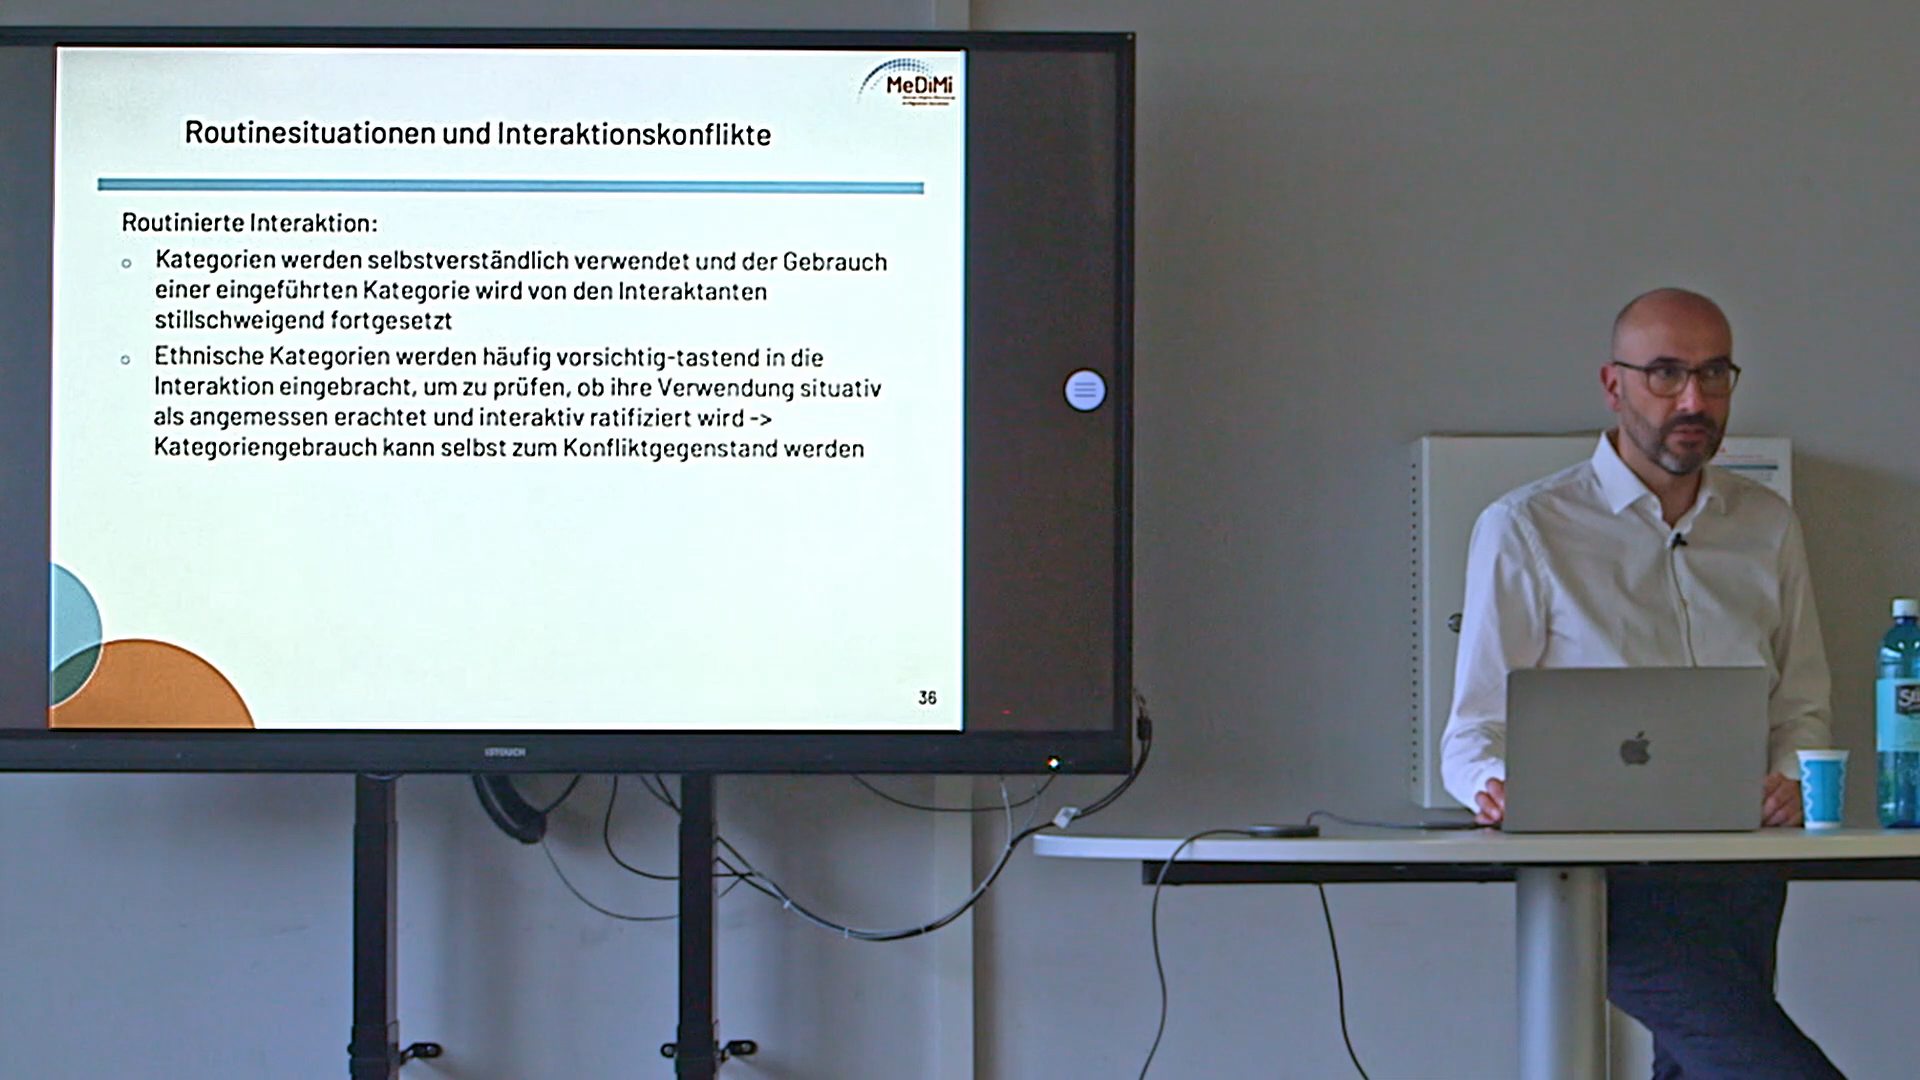 MeDiMi
Routinesituationen und Interaktionskonflikte
Routinierte Interaktion:
Kategorien werden selbstverständlich verwendet und der Gebrauch
einer eingeführten Kategorie wird von den Interaktanten
stillschweigend fortgesetzt
Ethnische Kategorien werden häufig vorsichtig-tastend in die
Interaktion eingebracht, um zu prüfen, ob ihre Verwendung situativ
als angemessen erachtet und interaktiv ratifiziert wird ->
Kategoriengebrauch kann selbst zum Konfliktgegenstand werden
36